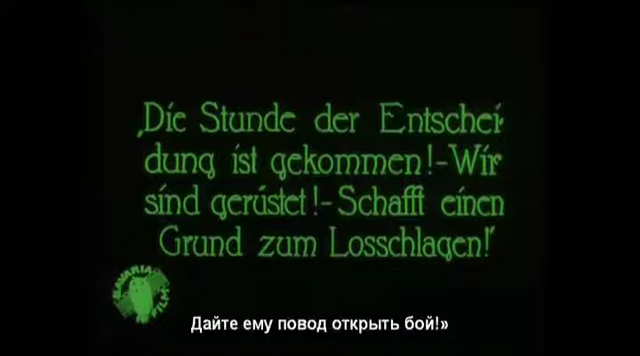 ‚Die Stunde der Entschei-
dung ist gekommen!-Wir
sind gerüstet!-Schafft einen
Grund zum Losschlagen!'
BAVARIA
FILM
Дайте ему повод открыть бой!»